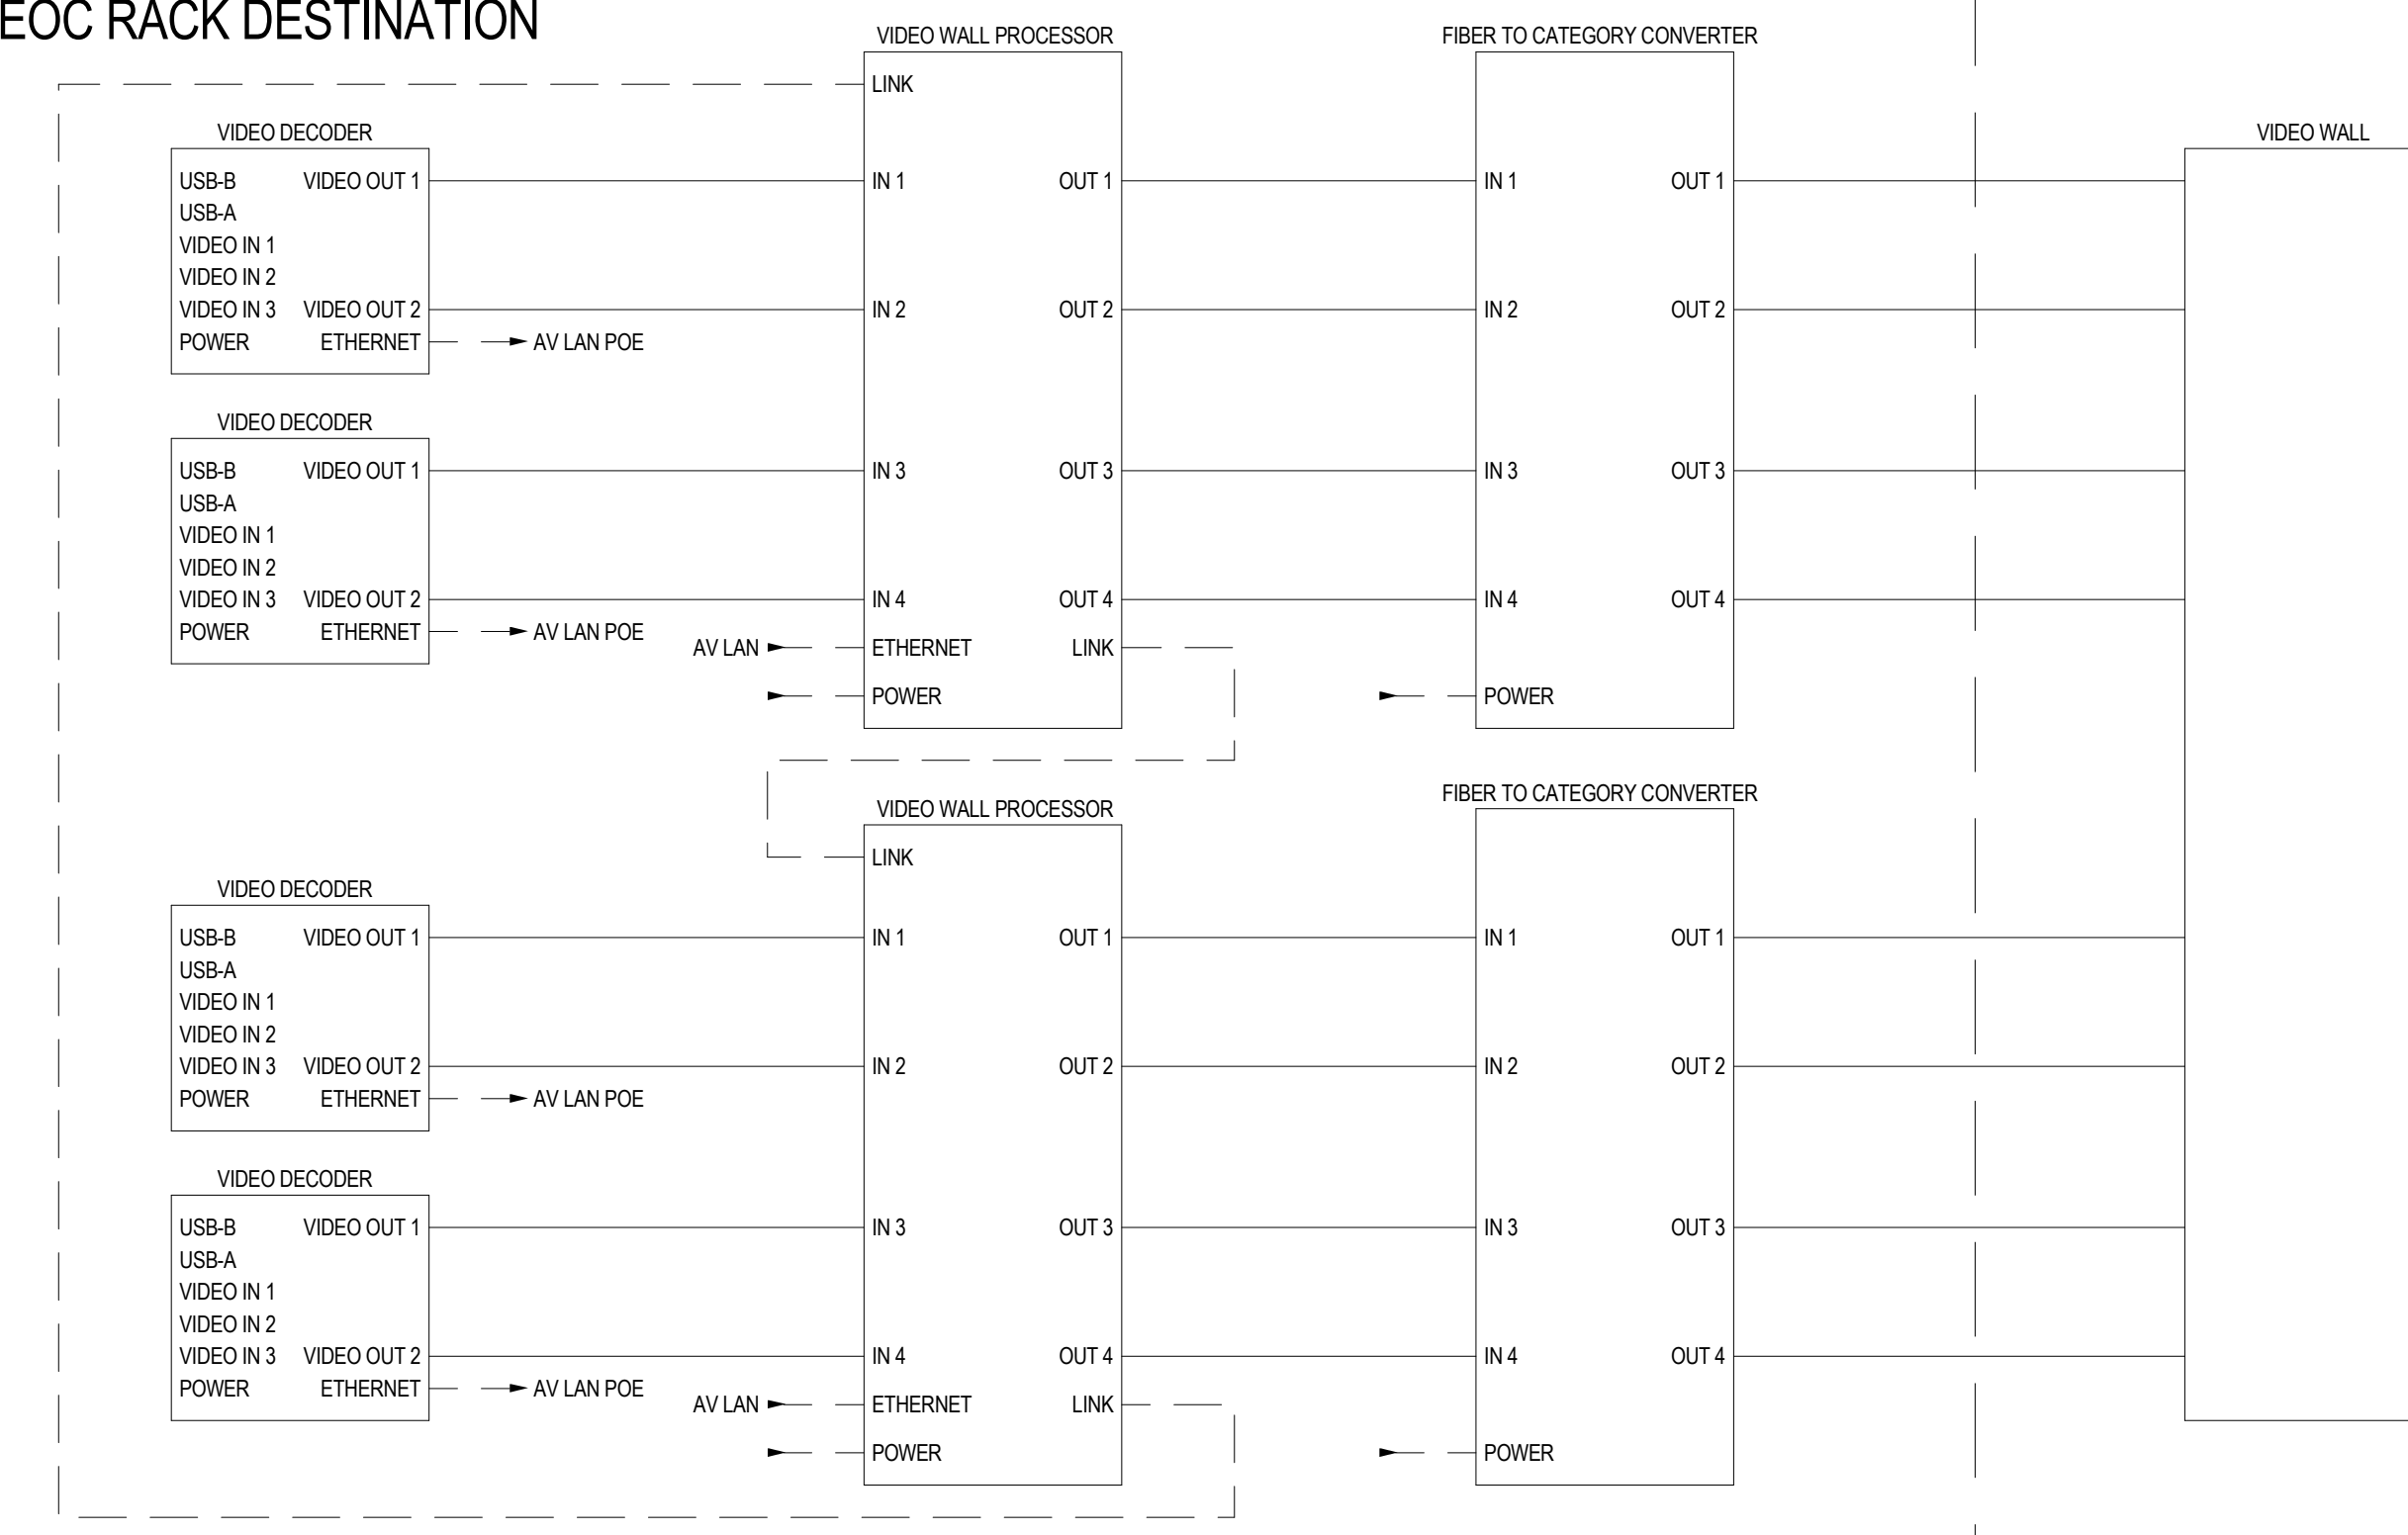 EOC RACK DESTINATION
VIDEO WALL PROCESSOR
FIBER TO CATEGORY CONVERTER
LINK
VIDEO DECODER
VIDEO WALL
USB-B VIDEO OUT 1
IN 1 OUT 1
IN 1 OUT 1
USB-A
VIDEO IN 1
VIDEO IN 2
VIDEO IN 3 VIDEO OUT 2
IN 2 OUT 2
IN 2 OUT 2
POWER ETHERNET
AV LAN POE
VIDEO DECODER
USB-B VIDEO OUT 1
IN 3 OUT 3
IN 3 OUT 3
USB-A
VIDEO IN 1
VIDEO IN 2
VIDEO IN 3 VIDEO OUT 2
IN 4 OUT 4
IN 4 OUT 4
POWER ETHERNET
AV LAN POE
AV LAN
ETHERNET LINK
POWER
POWER
FIBER TO CATEGORY CONVERTER
VIDEO WALL PROCESSOR
LINK
VIDEO DECODER
USB-B VIDEO OUT 1
IN 1 OUT 1
IN 1 OUT 1
USB-A
VIDEO IN 1
VIDEO IN 2
VIDEO IN 3 VIDEO OUT 2
IN 2 OUT 2
IN 2 OUT 2
POWER ETHERNET
AV LAN POE
VIDEO DECODER
USB-B VIDEO OUT 1
IN 3 OUT 3
IN 3 OUT 3
USB-A
VIDEO IN 1
VIDEO IN 2
VIDEO IN 3 VIDEO OUT 2
IN 4 OUT 4
IN 4 OUT 4
POWER ETHERNET
AV LAN POE
AV LAN
ETHERNET LINK
POWER
POWER